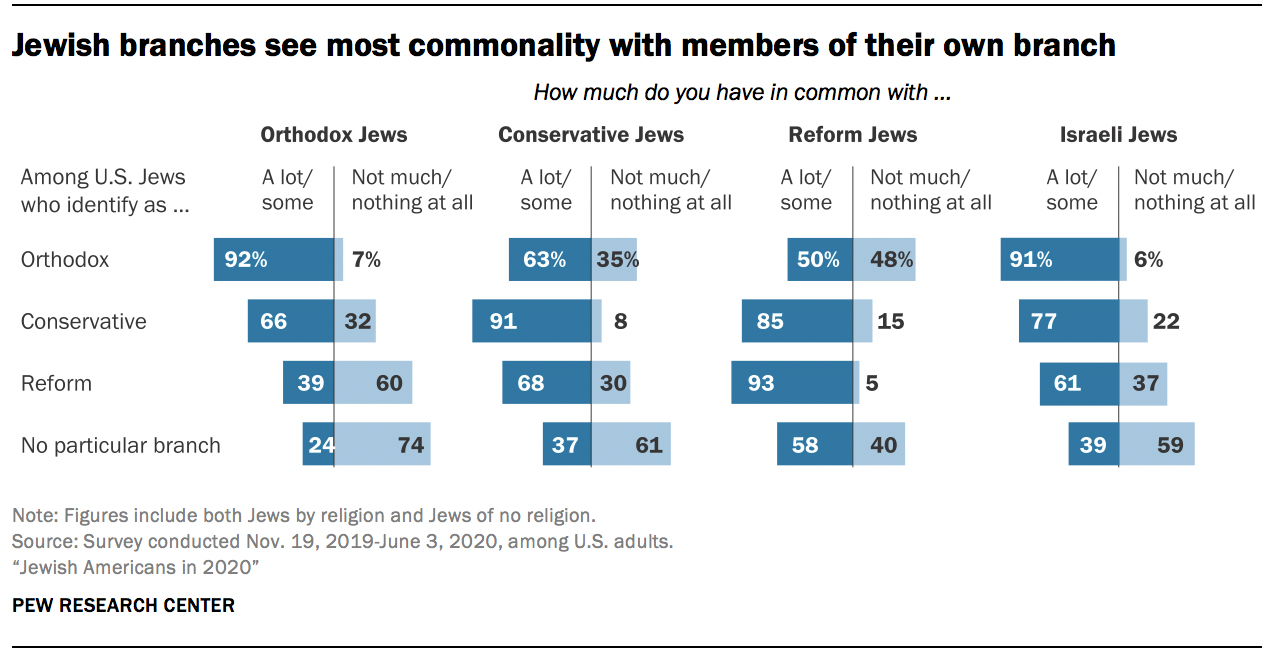 Jewish branches see most commonality with members of their own branch
How much do you have in common with ...
Orthodox Jews Conservative Jews Reform Jews Israeli Jews
Among U.S. Jews A lot/ Not much/ A lot/ Not much/ A lot/ Not much/ A lot/ Not much/
who identify as ... some nothing at all some nothing at all some nothing at all some nothing at all
Orthodox 92% 7% 63% 35% 50% 48% 91% 6%
Conservative 66 32 91 8 85 15 77 22
Reform 39 60 68 30 93 5 61 37
No particular branch 24 74 37 61 58 40 39 59
Note: Figures include both Jews by religion and Jews of no religion.
Source: Survey conducted Nov. 19, 2019-June 3, 2020, among U.S. adults.
“Jewish Americans in 2020”
PEW RESEARCH CENTER